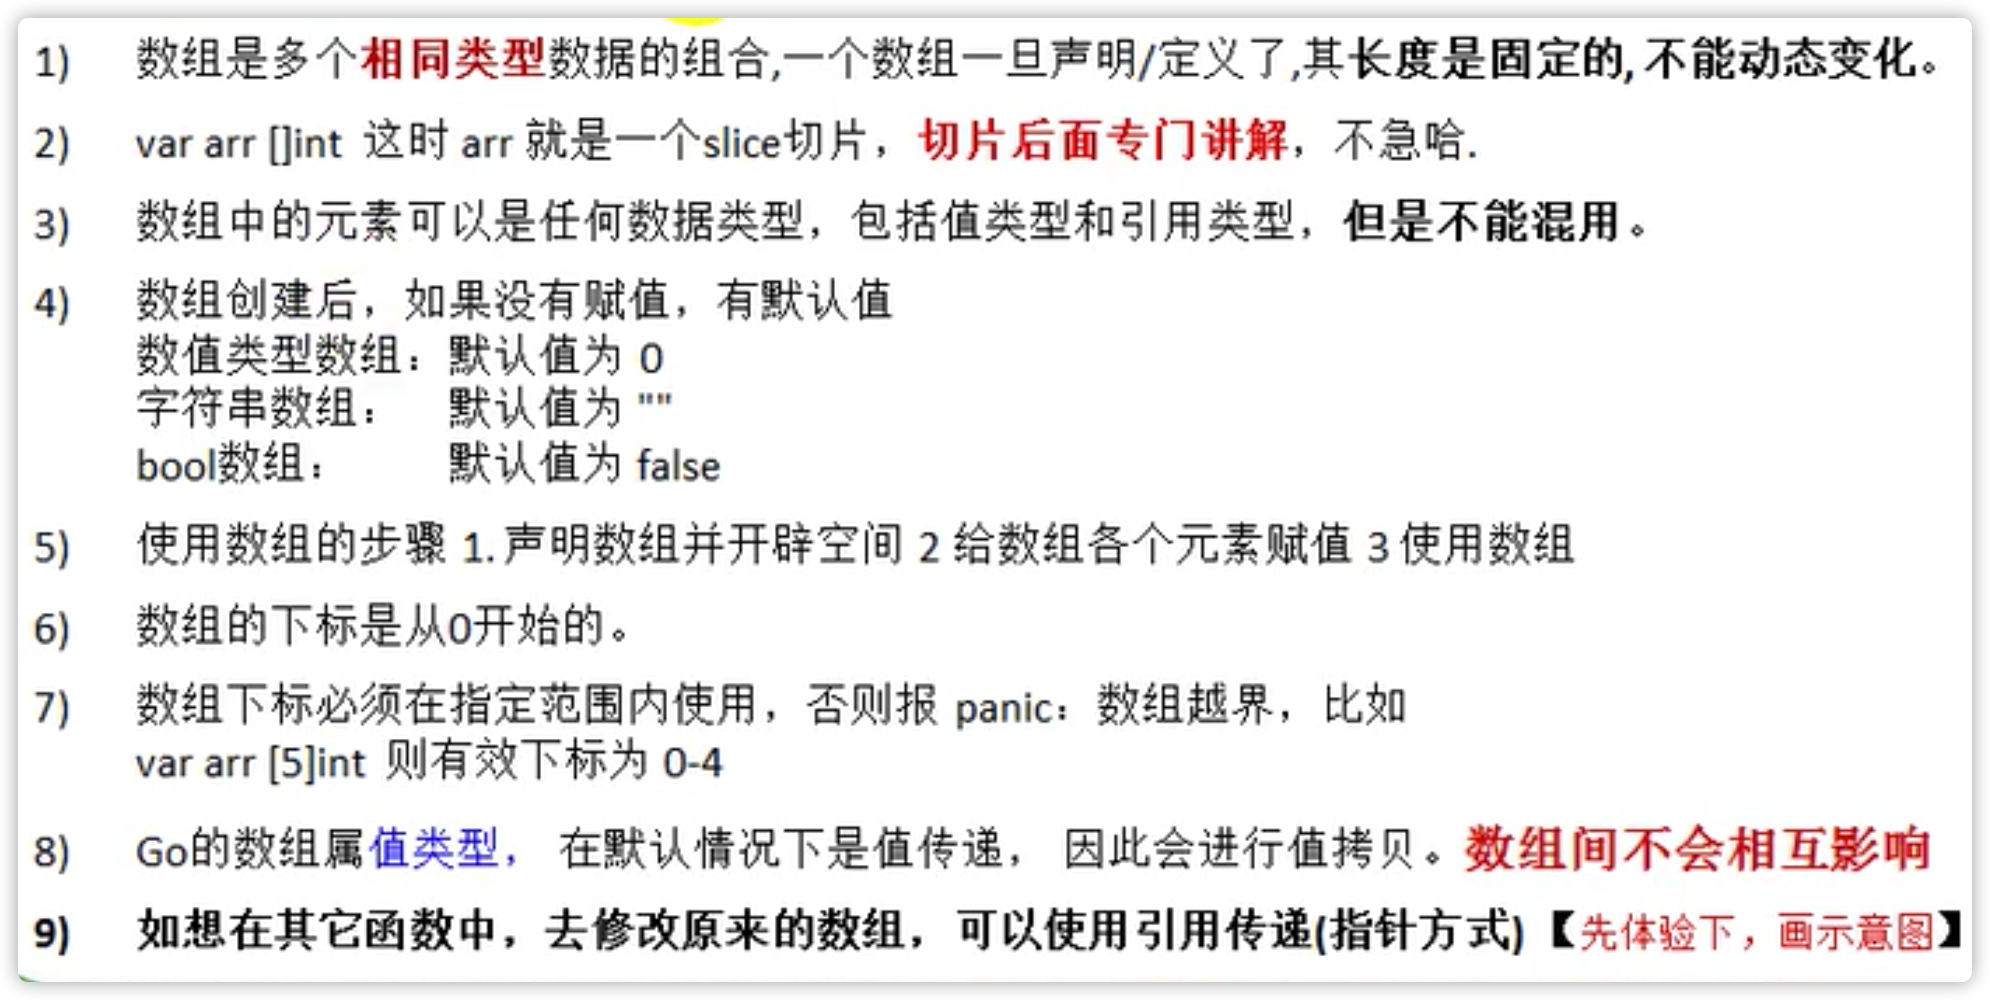 1) 数组是多个相同类型数据的组合,一个数组一旦声明/定义了,其长度是固定的,不能动态变化。
2) var arr []int 这时 arr 就是一个slice切片，切片后面专门讲解，不急哈.
3) 数组中的元素可以是任何数据类型，包括值类型和引用类型，但是不能混用。
4) 数组创建后，如果没有赋值，有默认值
数值类型数组：默认值为 0
字符串数组： 默认值为 ""
bool数组： 默认值为 false
5) 使用数组的步骤 1.声明数组并开辟空间 2 给数组各个元素赋值 3 使用数组
6) 数组的下标是从0开始的。
7) 数组下标必须在指定范围内使用，否则报 panic：数组越界，比如
var arr [5]int 则有效下标为 0-4
8) Go的数组属值类型， 在默认情况下是值传递， 因此会进行值拷贝。数组间不会相互影响
9) 如想在其它函数中，去修改原来的数组，可以使用引用传递(指针方式)【先体验下，画示意图】